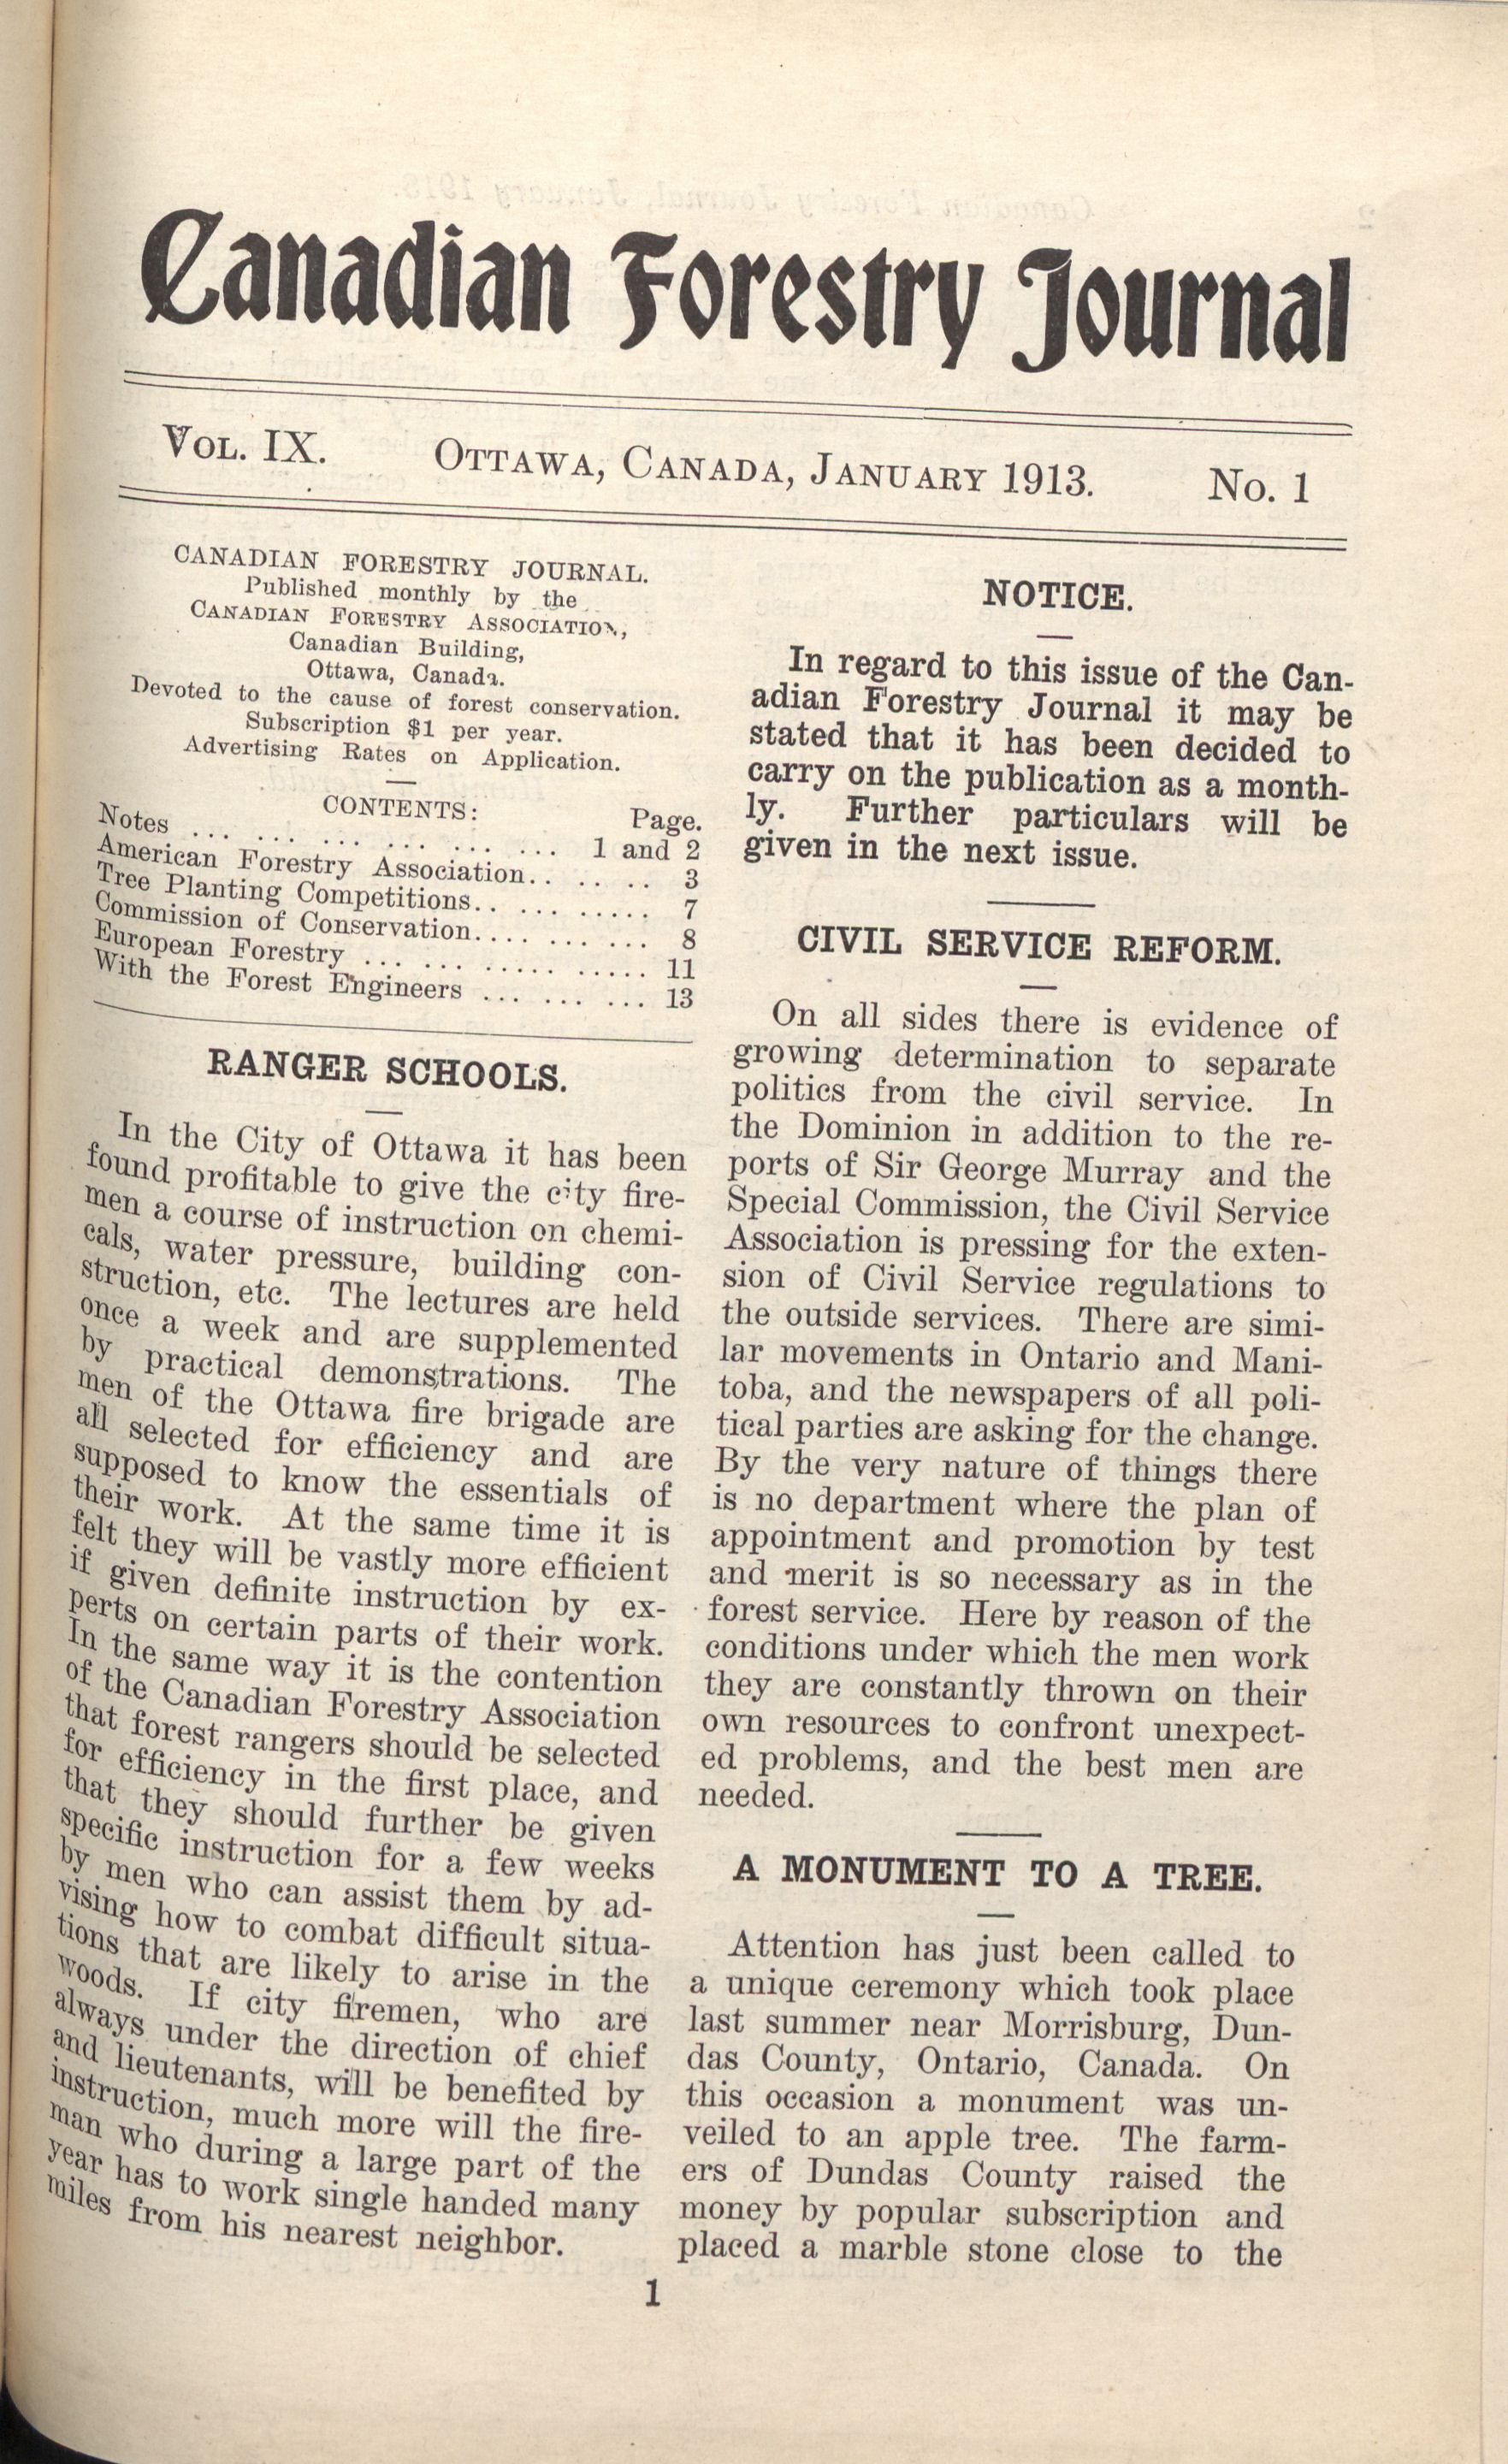 Canadian Forestry Journal
VOL. IX. OTTAWA, CANADA, JANUARY 1913. No. 1
CANADIAN FORESTRY JOURNAL.
Published monthly by the
CANADIAN FORESTRY ASSOCIATION,
Canadian Building,
Ottawa, Canada.
Devoted to the cause of forest conservation.
Subscription $1 per year.
Advertising Rates on Application.
CONTENTS:
Page.
Notes ... ... ... ... ... ... 1 and 2
American Forestry Association.. .. .. 3
Tree Planting Competitions.. ... ..... 7
Commission of Conservation.... ... ... 8
European Forestry ... ... ..... ..... 11
With the Forest Engineers ... ... ... 13
RANGER SCHOOLS.
In the City of Ottawa it has been
found profitable to give the city fire-
men a course of instruction on chemi-
cals, water pressure, building con-
struction, etc. The lectures are held
once a week and are supplemented
by practical demonstrations. The
men of the Ottawa fire brigade are
all selected for efficiency and are
supposed to know the essentials of
their work. At the same time it is
felt they will be vastly more efficient
if given definite instruction by ex-
perts on certain parts of their work.
In the same way it is the contention
of the Canadian Forestry Association
that forest rangers should be selected
for efficiency in the first place, and
that they should further be given
specific instruction for a few weeks
by men who can assist them by ad-
vising how to combat difficult situa-
tions that are likely to arise in the
woods. If city firemen, who are
always under the direction of chief
and lieutenants, will be benefited by
instruction, much more will the fire-
man who during a large part of the
year has to work single handed many
miles from his nearest neighbor.
NOTICE.
In regard to this issue of the Can-
adian Forestry Journal it may be
stated that it has been decided to
carry on the publication as a month-
ly. Further particulars will be
given in the next issue.
CIVIL SERVICE REFORM.
On all sides there is evidence of
growing determination to separate
politics from the civil service. In
the Dominion in addition to the re-
ports of Sir George Murray and the
Special Commission, the Civil Service
Association is pressing for the exten-
sion of Civil Service regulations to
the outside services. There are simi-
lar movements in Ontario and Mani-
toba, and the newspapers of all poli-
tical parties are asking for the change.
By the very nature of things there
is no department where the plan of
appointment and promotion by test
and merit is so necessary as in the
forest service. Here by reason of the
conditions under which the men work
they are constantly thrown on their
own resources to confront unexpect-
ed problems, and the best men are
needed.
A MONUMENT TO A TREE.
Attention has just been called to
a unique ceremony which took place
last summer near Morrisburg, Dun-
das County, Ontario, Canada. On
this occasion a monument was un-
veiled to an apple tree. The farm-
ers of Dundas County raised the
money by popular subscription and
placed a marble stone close to the
1